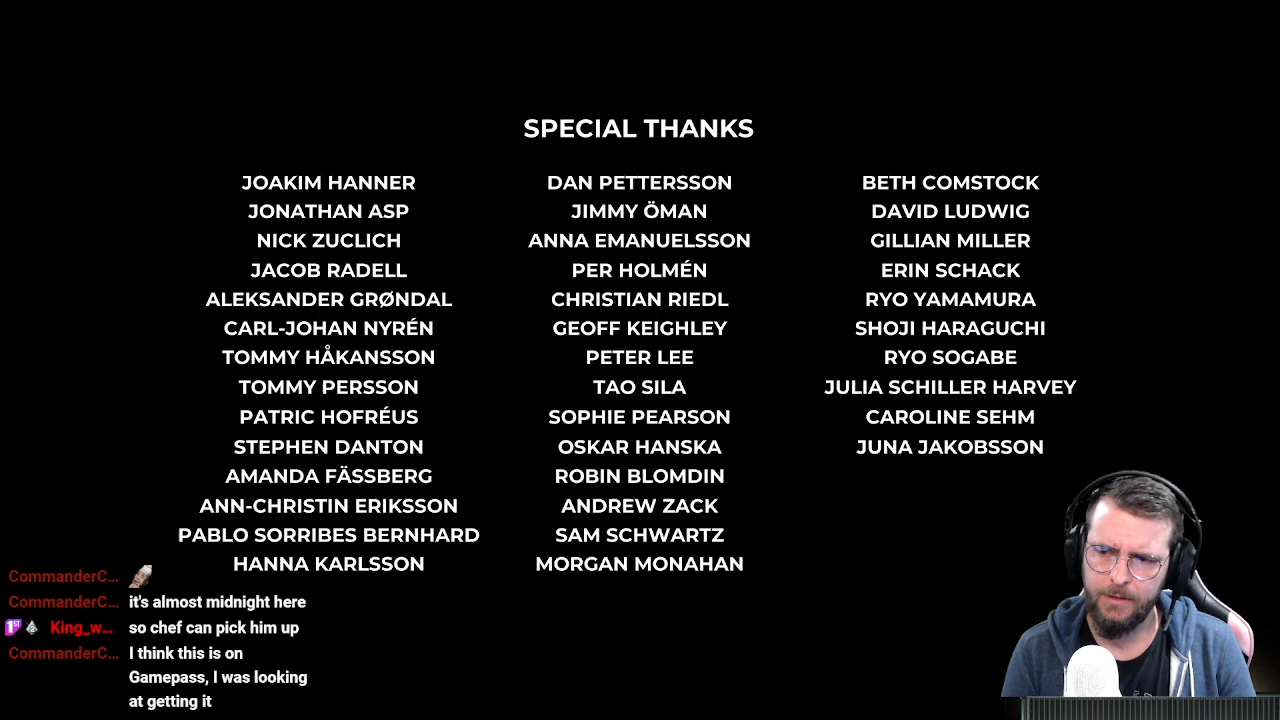 SPECIAL THANKS
JOAKIM HANNER
JONATHAN ASP
NICK ZUCLICH
JACOB RADELL
ALEKSANDER GRØNDAL
CARL-JOHAN NYRÉN
TOMMY HÅKANSSON
TOMMY PERSSON
PATRIC HOFRÉUS
STEPHEN DANTON
AMANDA FÄSSBERG
ANN-CHRISTIN ERIKSSON
PABLO SORRIBES BERNHARD
HANNA KARLSSON
DAN PETTERSSON
JIMMY ÖMAN
ANNA EMANUELSSON
PER HOLMÉN
CHRISTIAN RIEDL
GEOFF KEIGHLEY
PETER LEE
TAO SILA
SOPHIE PEARSON
OSKAR HANSKA
ROBIN BLOMDIN
ANDREW ZACK
SAM SCHWARTZ
MORGAN MONAHAN
BETH COMSTOCK
DAVID LUDWIG
GILLIAN MILLER
ERIN SCHACK
RYO YAMAMURA
SHOJI HARAGUCHI
RYO SOGABE
JULIA SCHILLER HARVEY
CAROLINE SEHM
JUNA JAKOBSSON
CommanderC...
CommanderC... it's almost midnight here
1ST King_w... so chef can pick him up
CommanderC... I think this is on
Gamepass, I was looking
at getting it